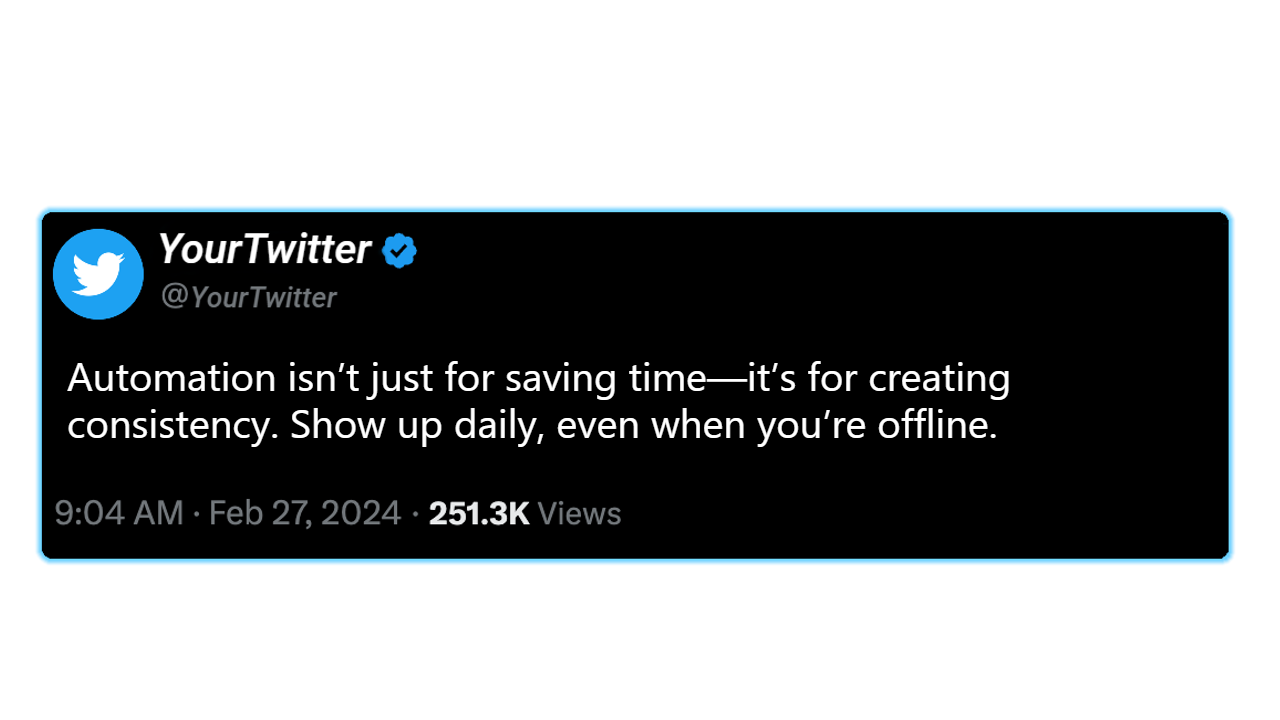 YourTwitter
@YourTwitter
Automation isn’t just for saving time—it’s for creating
consistency. Show up daily, even when you’re offline.
9:04 AM · Feb 27, 2024 · 251.3K Views